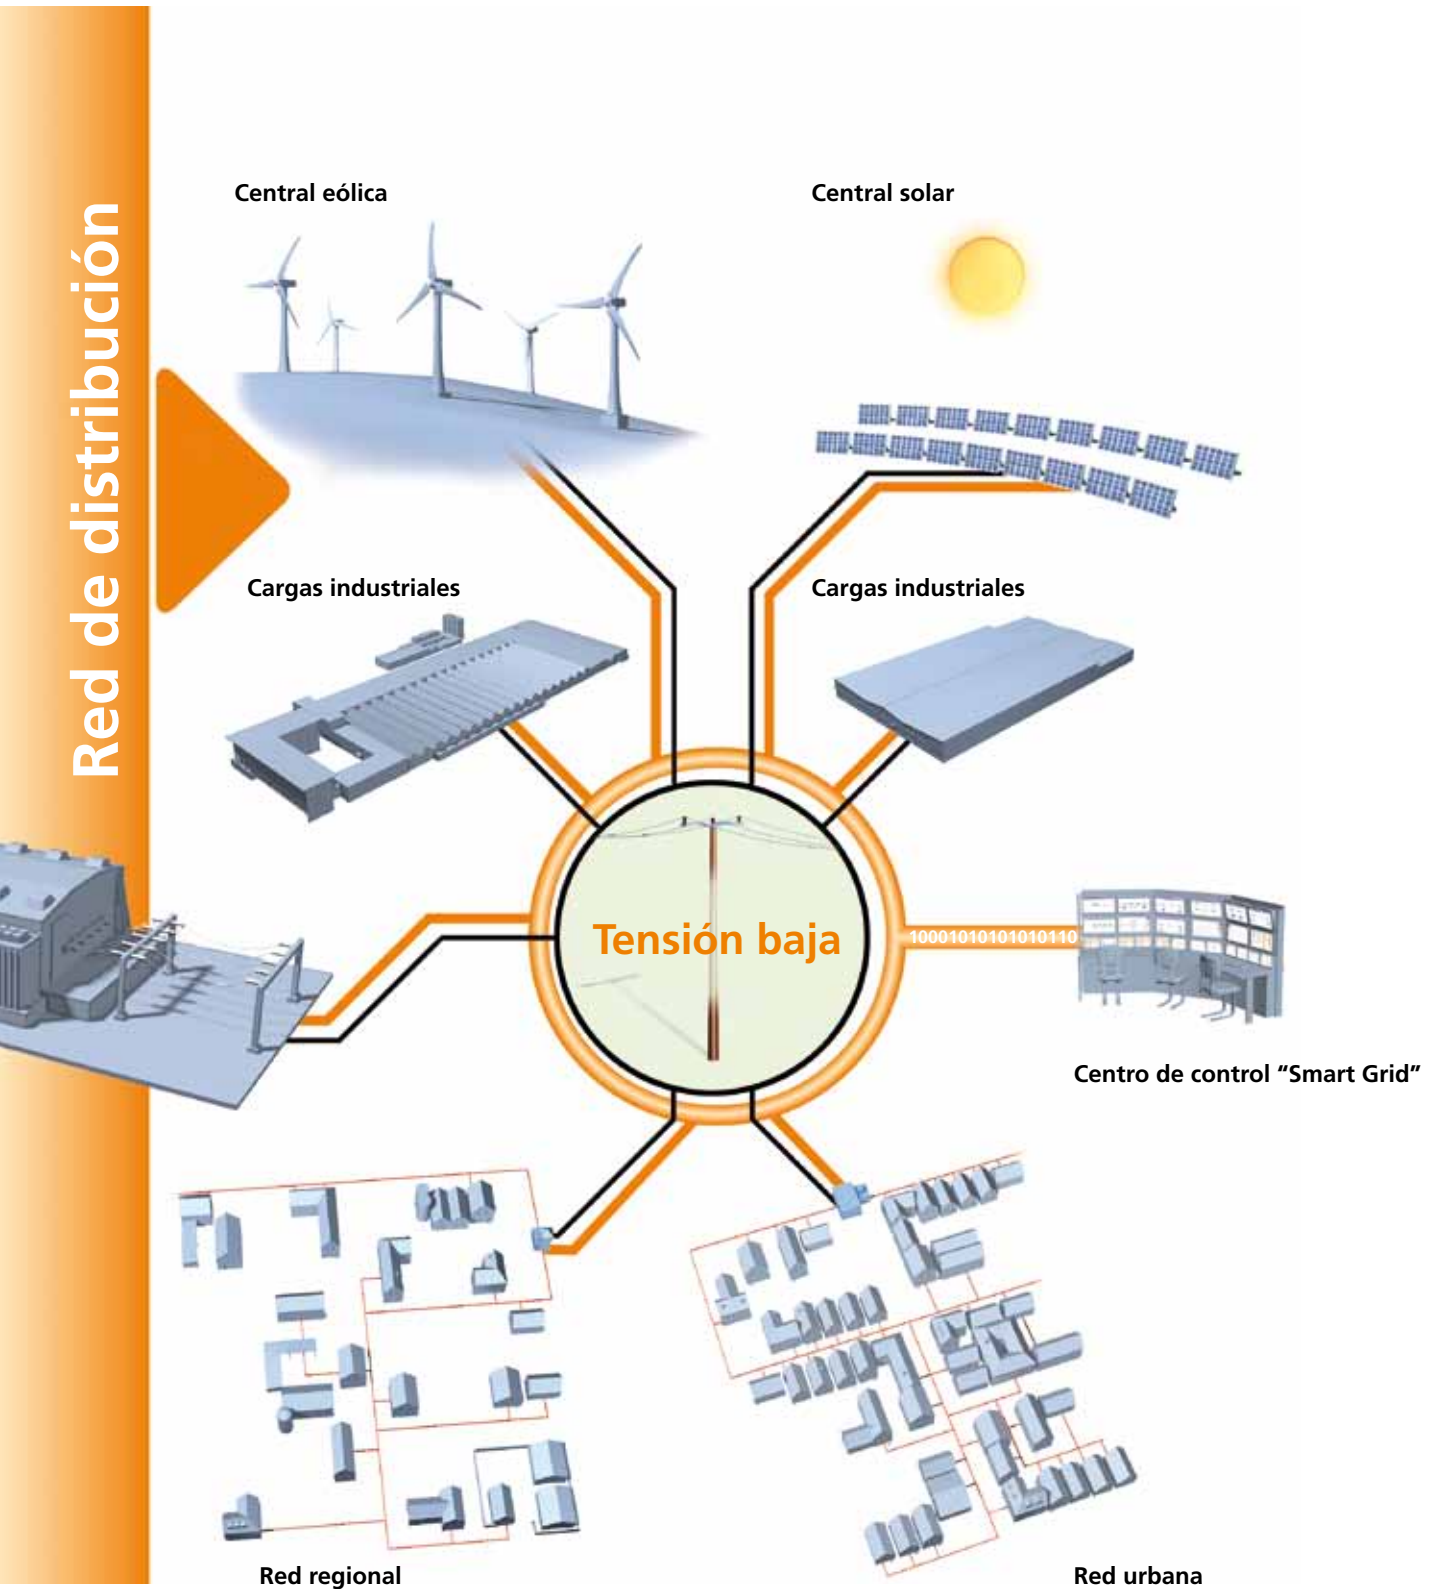 Red de distribución
Central eólica
Central solar
Cargas industriales
Cargas industriales
Tensión baja
10001010101010110
Centro de control “Smart Grid”
Red regional
Red urbana